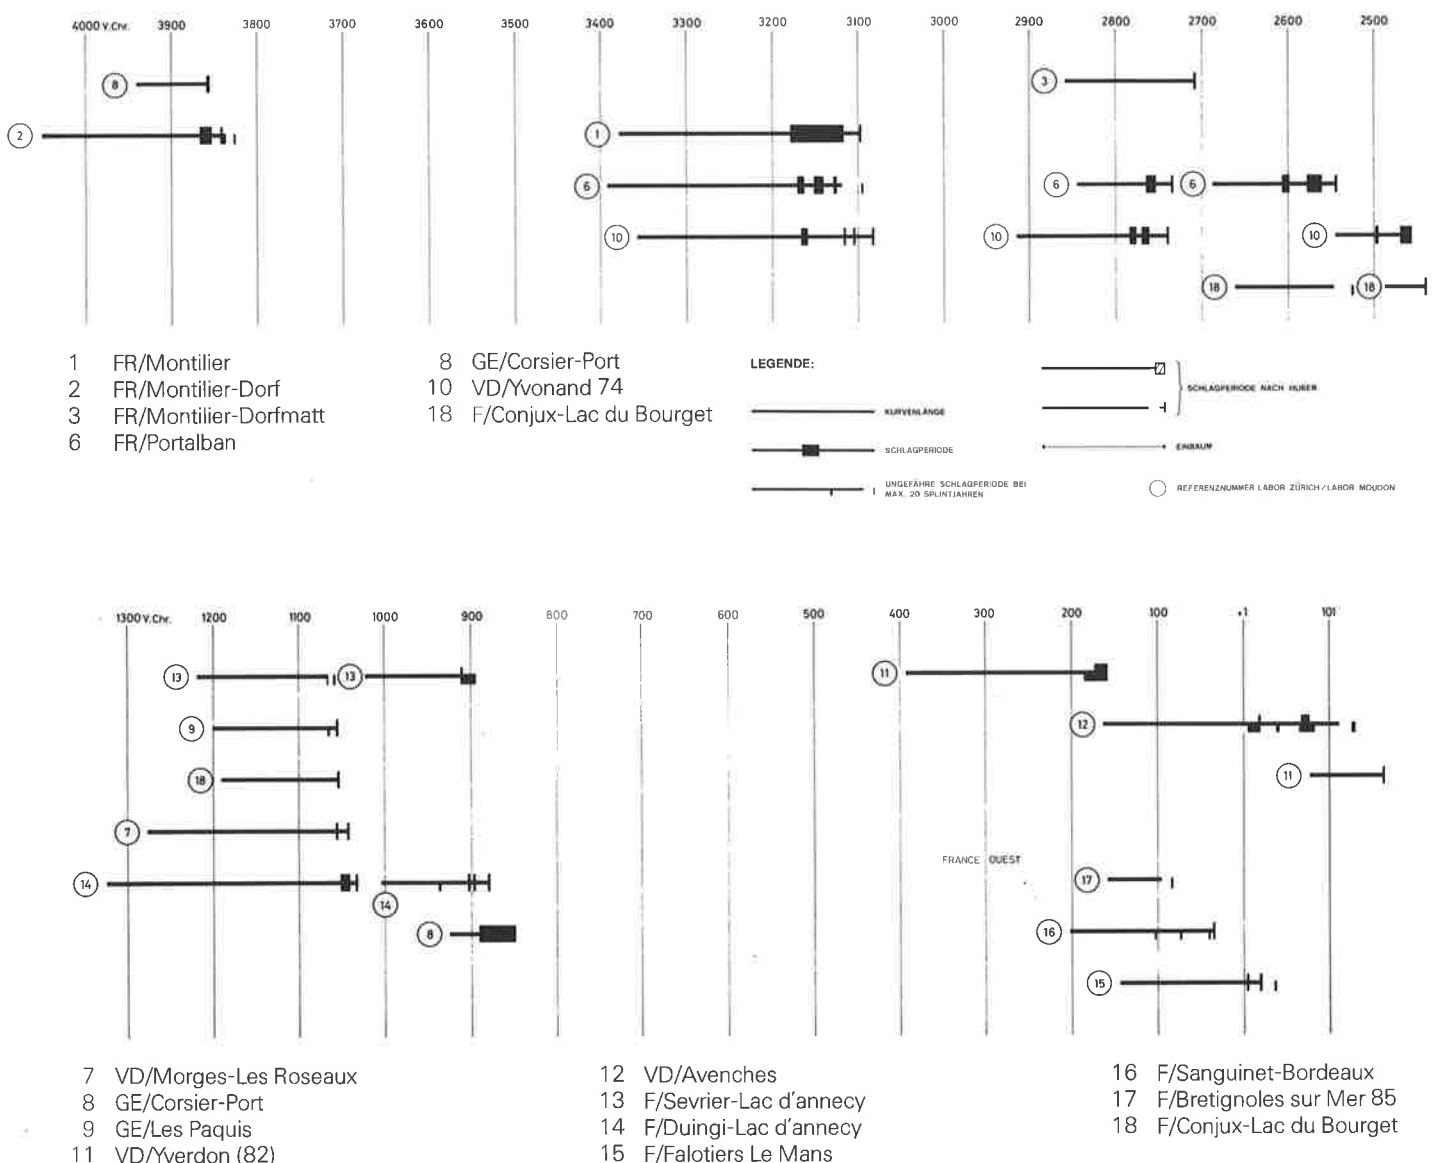 4000 V.Chr. 3900 3800 3700 3600 3500 3400 3300 3200 3100 3000 2900 2800 2700 2600 2500
8 3
2 1
6 6 6
10 10 10
18 18
1 FR/Montilier
2 FR/Montilier-Dorf
3 FR/Montilier-Dorfmatt
6 FR/Portalban
8 GE/Corsier-Port
10 VD/Yvonand 74
18 F/Conjux-Lac du Bourget
LEGENDE:
KURVENLÄNGE
SCHLAGPERIODE
UNGEFÄHRE SCHLAGPERIODE BEI
MAX. 20 SPLINTJAHREN
SCHLAGPERIODE NACH HUBER
EINBAUM
REFERENZNUMMER LABOR ZÜRICH/LABOR MOUDON
1300 V.Chr. 1200 1100 1000 900 800 700 600 500 400 300 200 100 +1 101
13 13 11
9 12
18 11
7
FRANCE OUEST
14 14 17
8 16
15
7 VD/Morges-Les Roseaux
8 GE/Corsier-Port
9 GE/Les Paquis
11 VD/Yverdon (82)
12 VD/Avenches
13 F/Sevrier-Lac d'annecy
14 F/Duingi-Lac d'annecy
15 F/Falotiers Le Mans
16 F/Sanguinet-Bordeaux
17 F/Bretignoles sur Mer 85
18 F/Conjux-Lac du Bourget